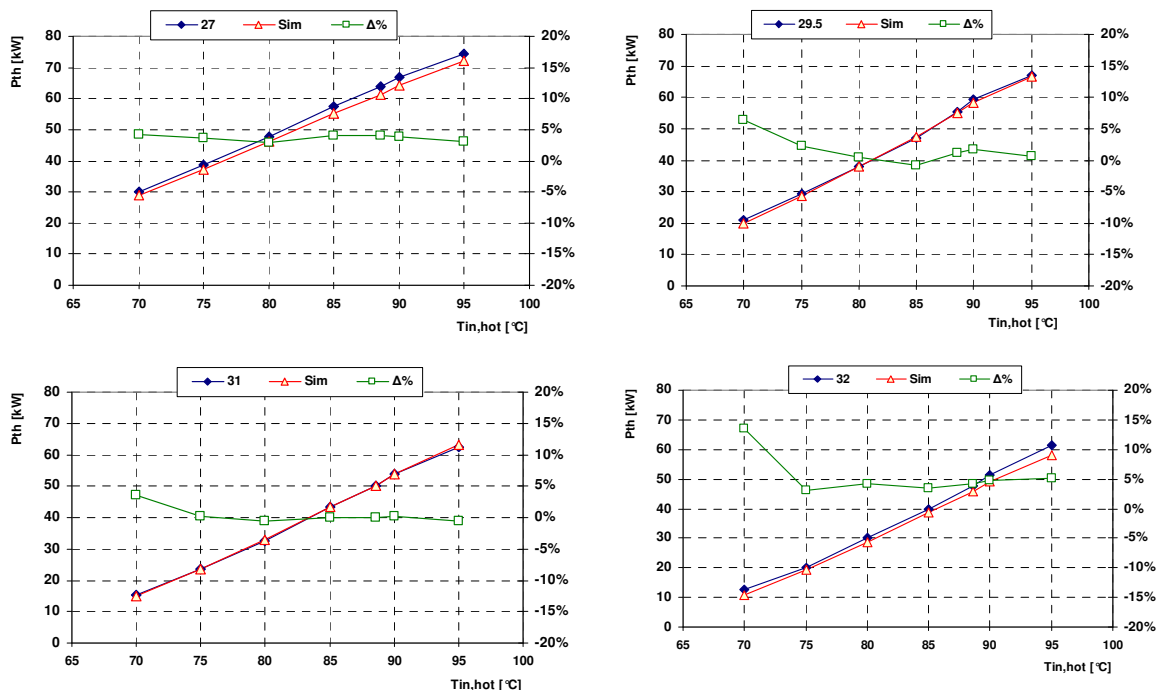 27 Sim Δ%
Pth [kW]
80 20%
70 15%
60 10%
50 5%
40 0%
30 -5%
20 -10%
10 -15%
0 -20%
65 70 75 80 85 90 95 100
Tin,hot [°C]
29.5 Sim Δ%
Pth [kW]
80 20%
70 15%
60 10%
50 5%
40 0%
30 -5%
20 -10%
10 -15%
0 -20%
65 70 75 80 85 90 95 100
Tin,hot [°C]
31 Sim Δ%
Pth [kW]
80 20%
70 15%
60 10%
50 5%
40 0%
30 -5%
20 -10%
10 -15%
0 -20%
65 70 75 80 85 90 95 100
Tin,hot [°C]
32 Sim Δ%
Pth [kW]
80 20%
70 15%
60 10%
50 5%
40 0%
30 -5%
20 -10%
10 -15%
0 -20%
65 70 75 80 85 90 95 100
Tin,hot [°C]